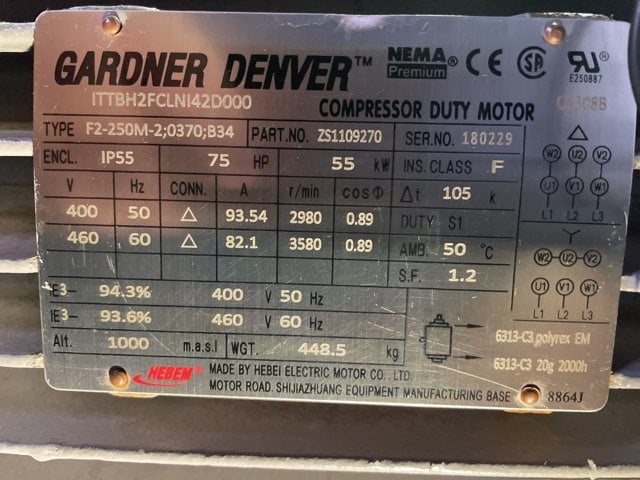 GARDNER DENVER™ NEMA® Premium CE SA UR E250887
ITTBH2FCLNI42D000 COMPRESSOR DUTY MOTOR
TYPE F2-250M-2;0370;B34 PART.NO. ZS1109270 SER.NO. 180229
ENCL. IP55 75 HP 55 kW INS.CLASS F
V Hz CONN. A r/min cosΦ Δt 105 k
400 50 △ 93.54 2980 0.89 DUTY S1
460 60 △ 82.1 3580 0.89 AMB. 50 °C
S.F. 1.2
IE3- 94.3% 400 V 50 Hz
IE3- 93.6% 460 V 60 Hz
Alt. 1000 m.a.s.l WGT. 448.5 kg
△
W2 U2 V2
U1 V1 W1
L1 L2 L3
Y
W2 U2 V2
U1 V1 W1
L1 L2 L3
6313-C3 polyrex EM
6313-C3 20g 2000h
HEBEM® MADE BY HEBEI ELECTRIC MOTOR CO.,LTD.
MOTOR ROAD. SHIJIAZHUANG EQUIPMENT MANUFACTURING BASE 8864J